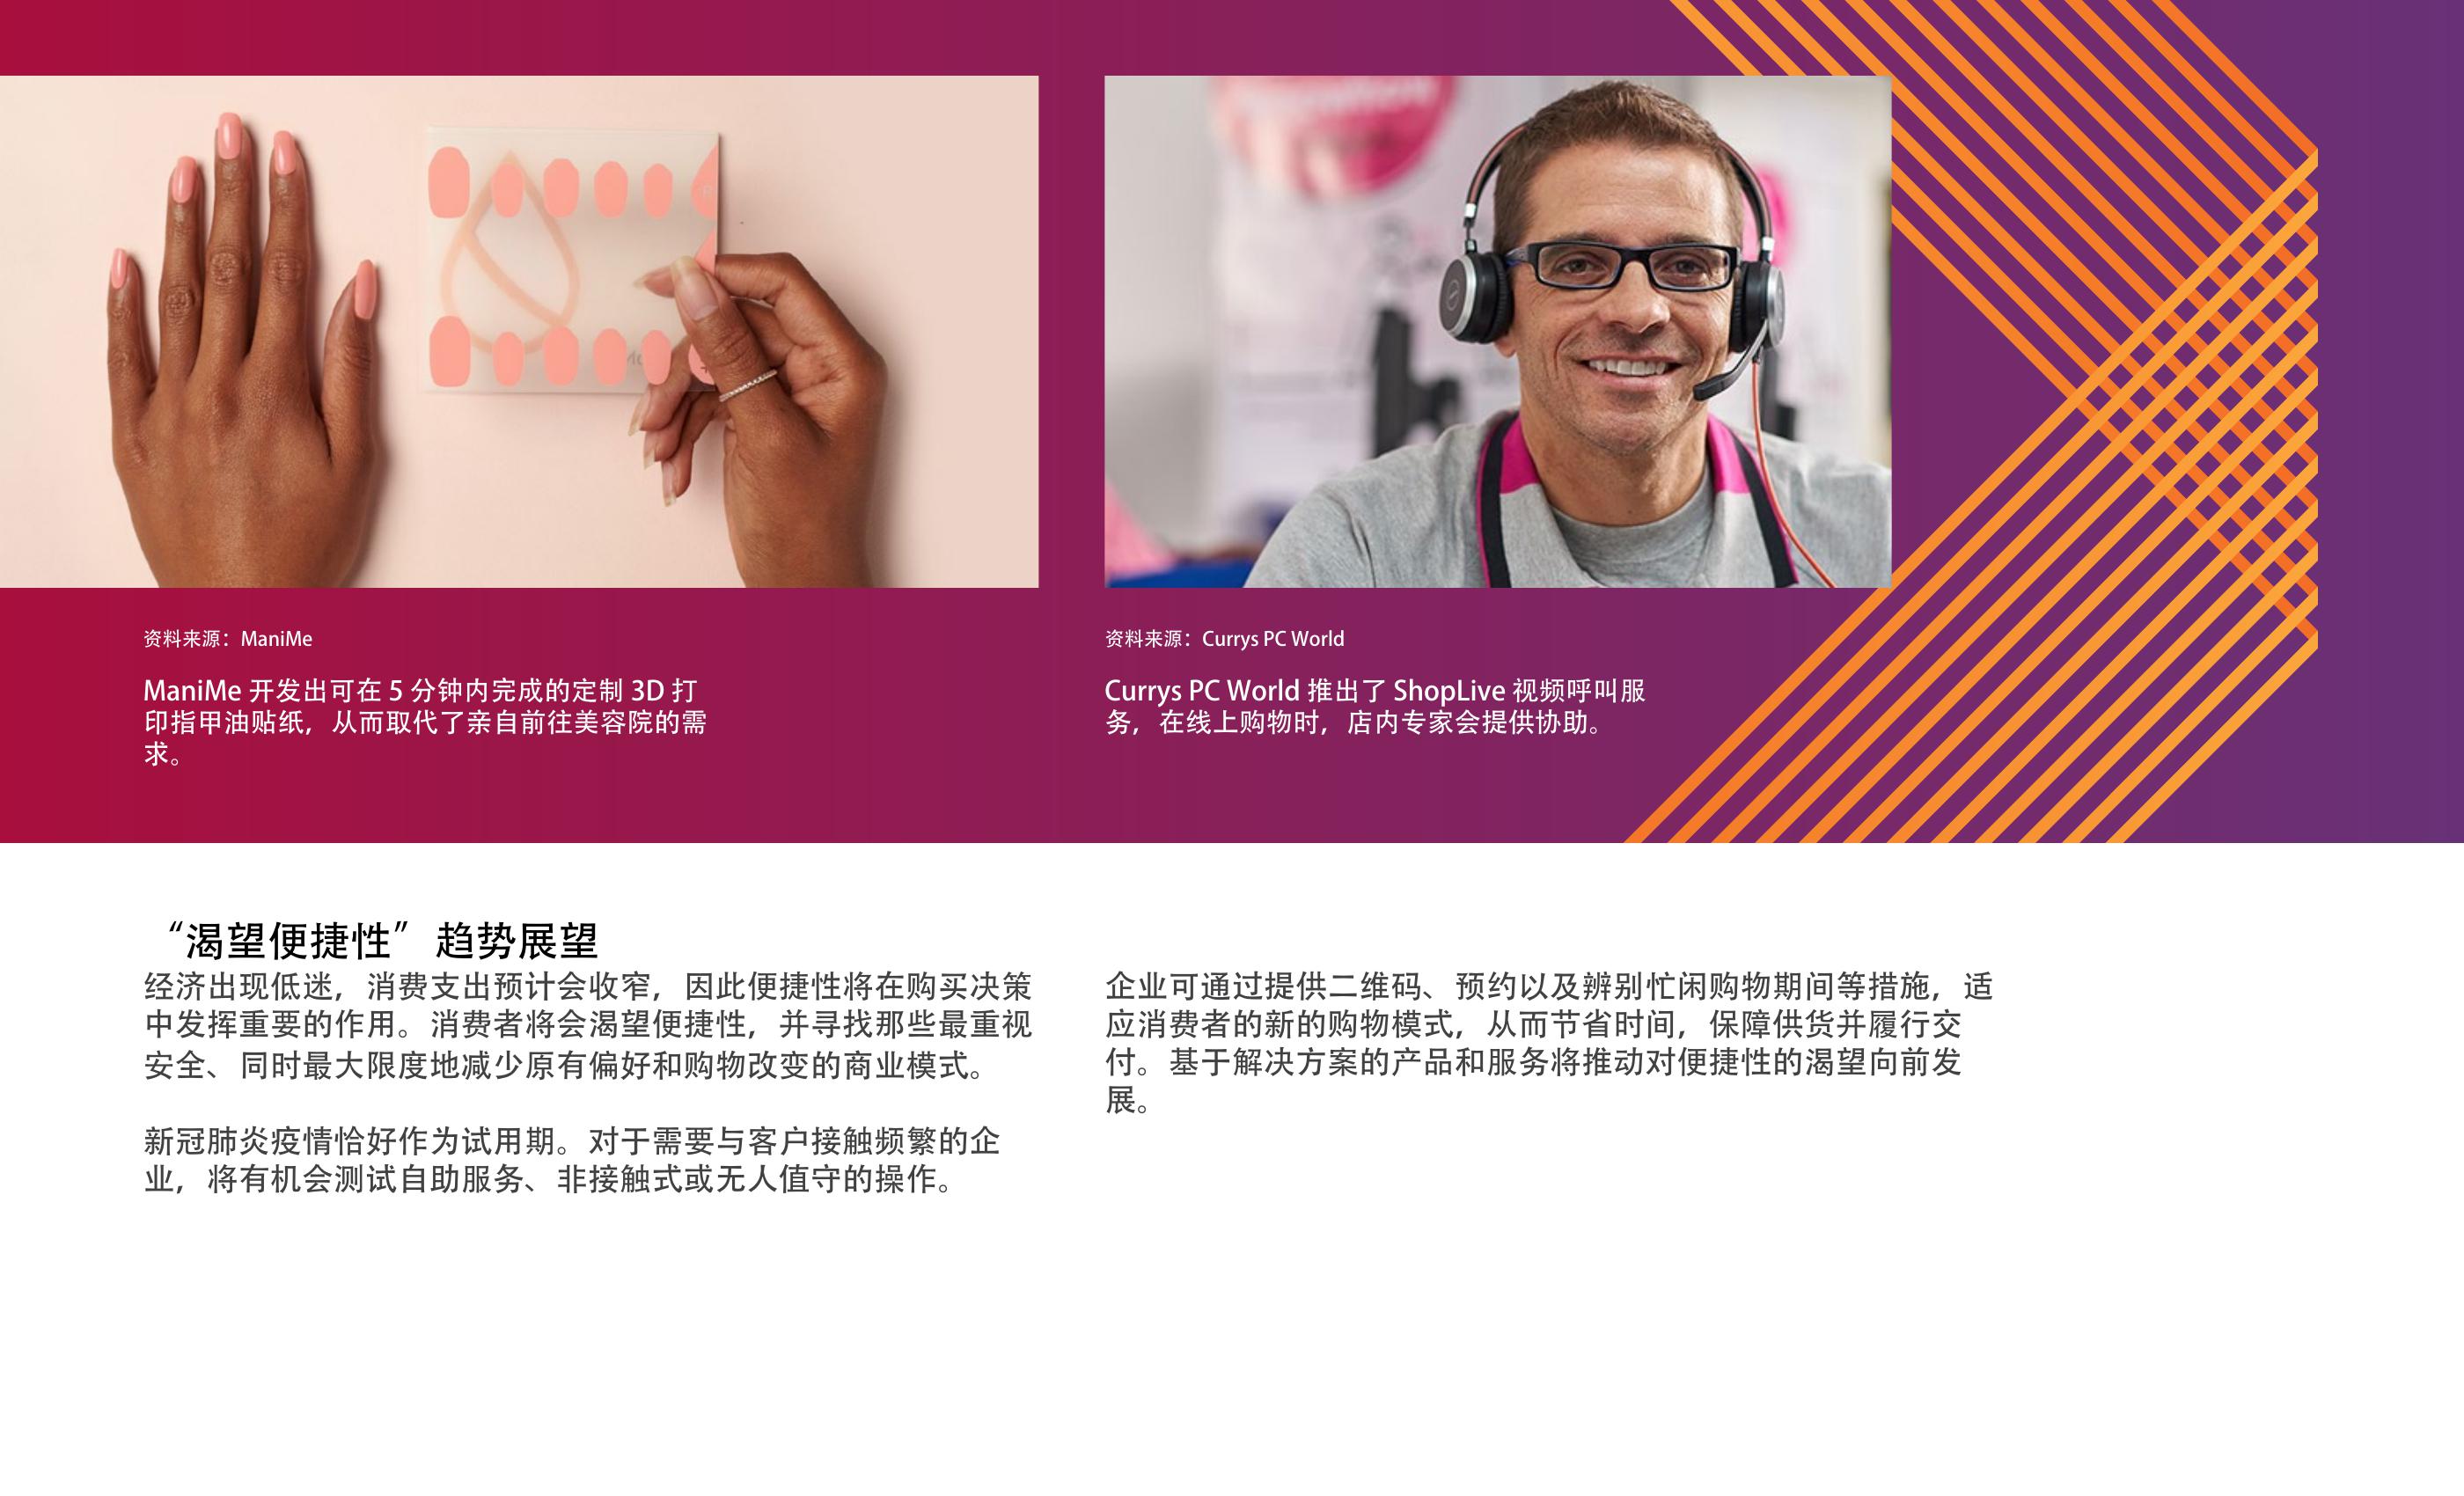 资料来源：ManiMe
ManiMe 开发出可在 5 分钟内完成的定制 3D 打
印指甲油贴纸，从而取代了亲自前往美容院的需
求。
资料来源：Currys PC World
Currys PC World 推出了 ShopLive 视频呼叫服
务，在线上购物时，店内专家会提供协助。
“渴望便捷性”趋势展望
经济出现低迷，消费支出预计会收窄，因此便捷性将在购买决策
中发挥重要的作用。消费者将会渴望便捷性，并寻找那些最重视
安全、同时最大限度地减少原有偏好和购物改变的商业模式。
新冠肺炎疫情恰好作为试用期。对于需要与客户接触频繁的企
业，将有机会测试自助服务、非接触式或无人值守的操作。
企业可通过提供二维码、预约以及辨别忙闲购物期间等措施，适
应消费者的新的购物模式，从而节省时间，保障供货并履行交
付。基于解决方案的产品和服务将推动对便捷性的渴望向前发
展。